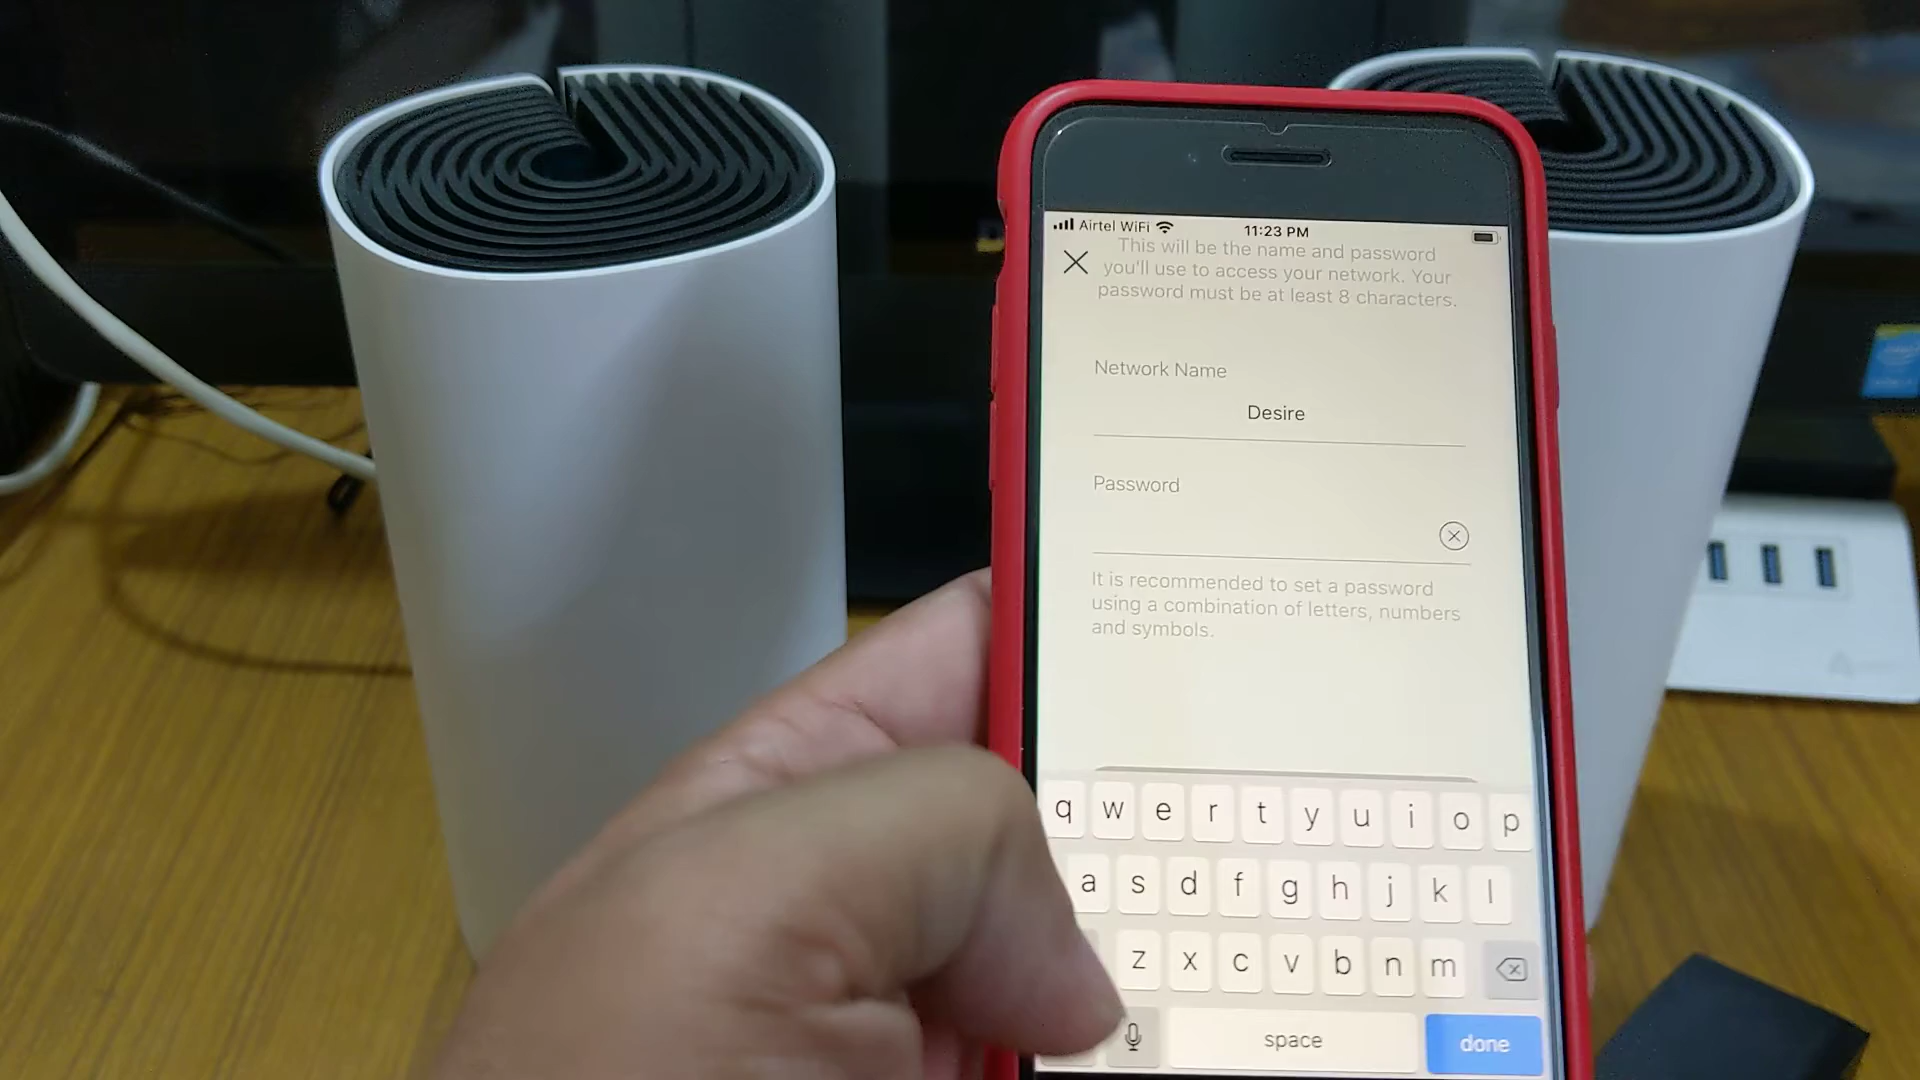 Airtel WiFi
11:23 PM
This will be the name and password
you'll use to access your network. Your
password must be at least 8 characters.
Network Name
Desire
Password
It is recommended to set a password
using a combination of letters, numbers
and symbols.
q w e r t y u i o p
a s d f g h j k l
z x c v b n m
space
done